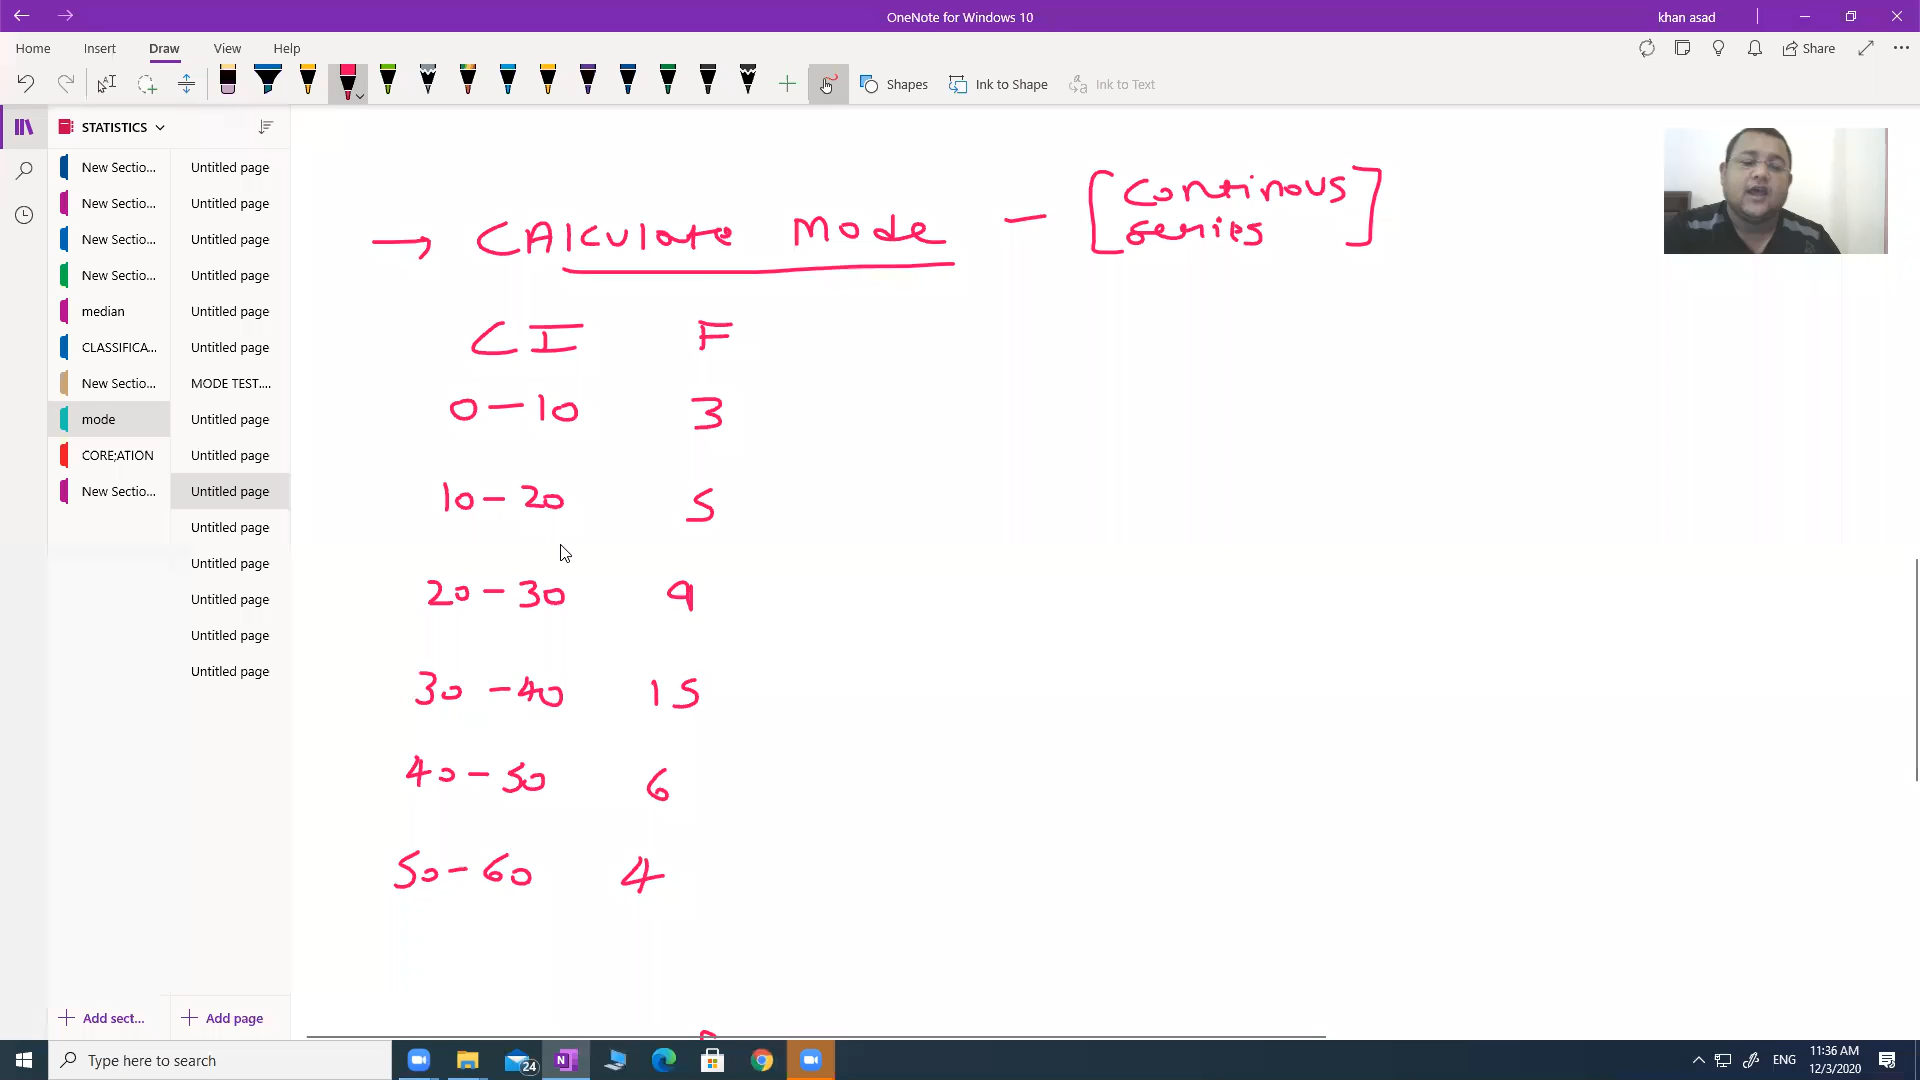 OneNote for Windows 10
khan asad
Home Insert Draw View Help
Share
Shapes
Ink to Shape
Ink to Text
STATISTICS
New Sectio... Untitled page
New Sectio... Untitled page
New Sectio... Untitled page
New Sectio... Untitled page
median Untitled page
CLASSIFICA... Untitled page
New Sectio... MODE TEST....
mode Untitled page
CORE;ATION Untitled page
New Sectio... Untitled page
Untitled page
Untitled page
Untitled page
Untitled page
Untitled page
→ CAlculate Mode – [Continous
series]
CI F
0-10 3
10-20 5
20-30 9
30-40 15
40-50 6
50-60 4
+ Add sect... + Add page
Type here to search
24
ENG
11:36 AM
12/3/2020